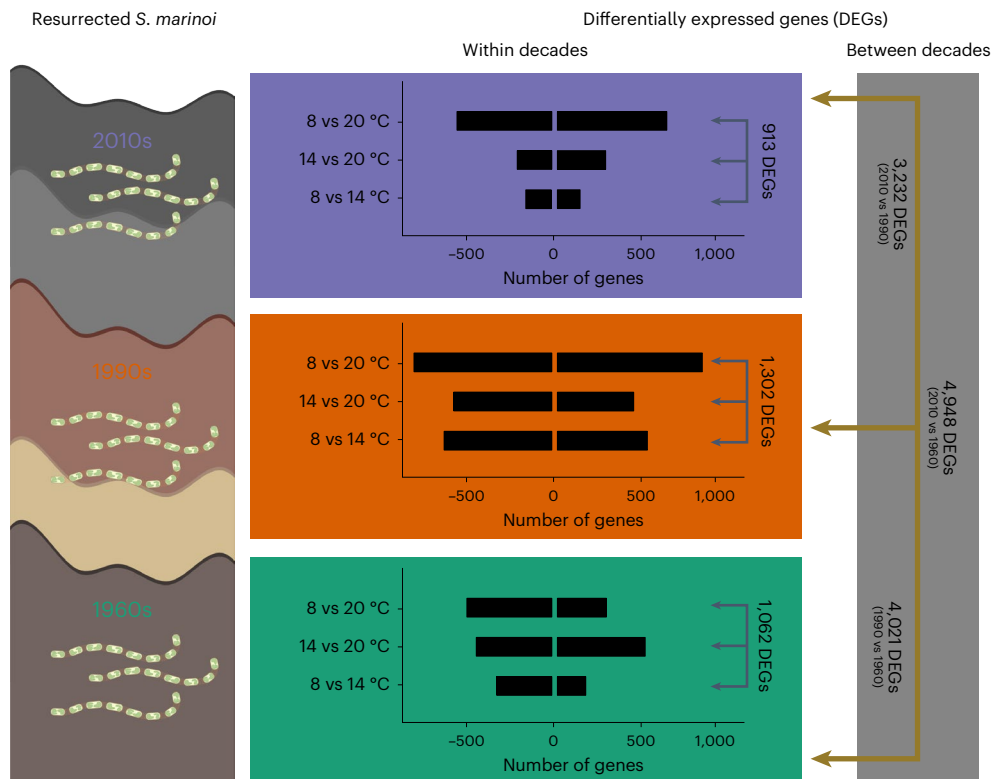 Resurrected S. marinoi
Differentially expressed genes (DEGs)
Within decades
Between decades
2010s
8 vs 20 °C
14 vs 20 °C
8 vs 14 °C
–500
0
500
1,000
Number of genes
913 DEGs
3,232 DEGs
(2010 vs 1990)
1990s
8 vs 20 °C
14 vs 20 °C
8 vs 14 °C
–500
0
500
1,000
Number of genes
1,302 DEGs
4,948 DEGs
(2010 vs 1960)
1960s
8 vs 20 °C
14 vs 20 °C
8 vs 14 °C
–500
0
500
1,000
Number of genes
1,062 DEGs
4,021 DEGs
(1990 vs 1960)